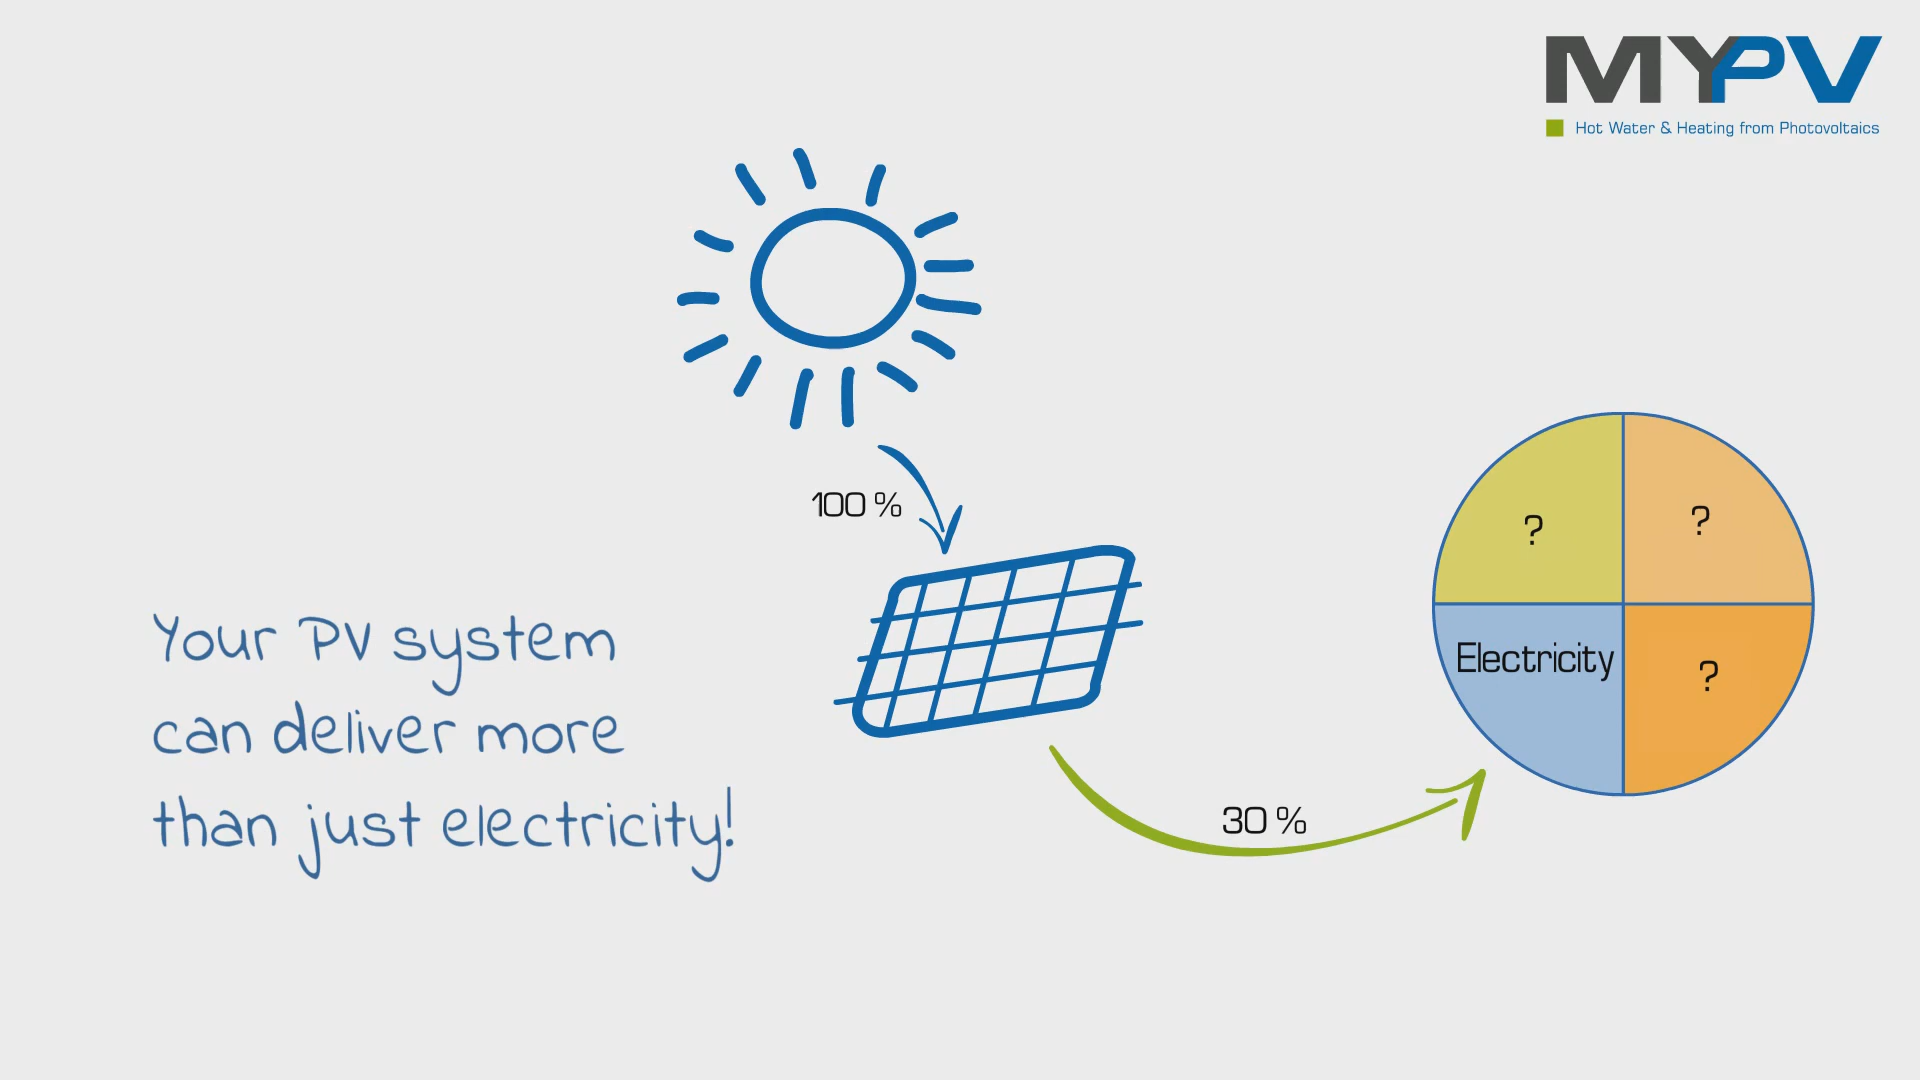 MYPV
Hot Water & Heating from Photovoltaics
100 %
?
?
Your PV system
can deliver more
than just electricity!
Electricity
?
30 %